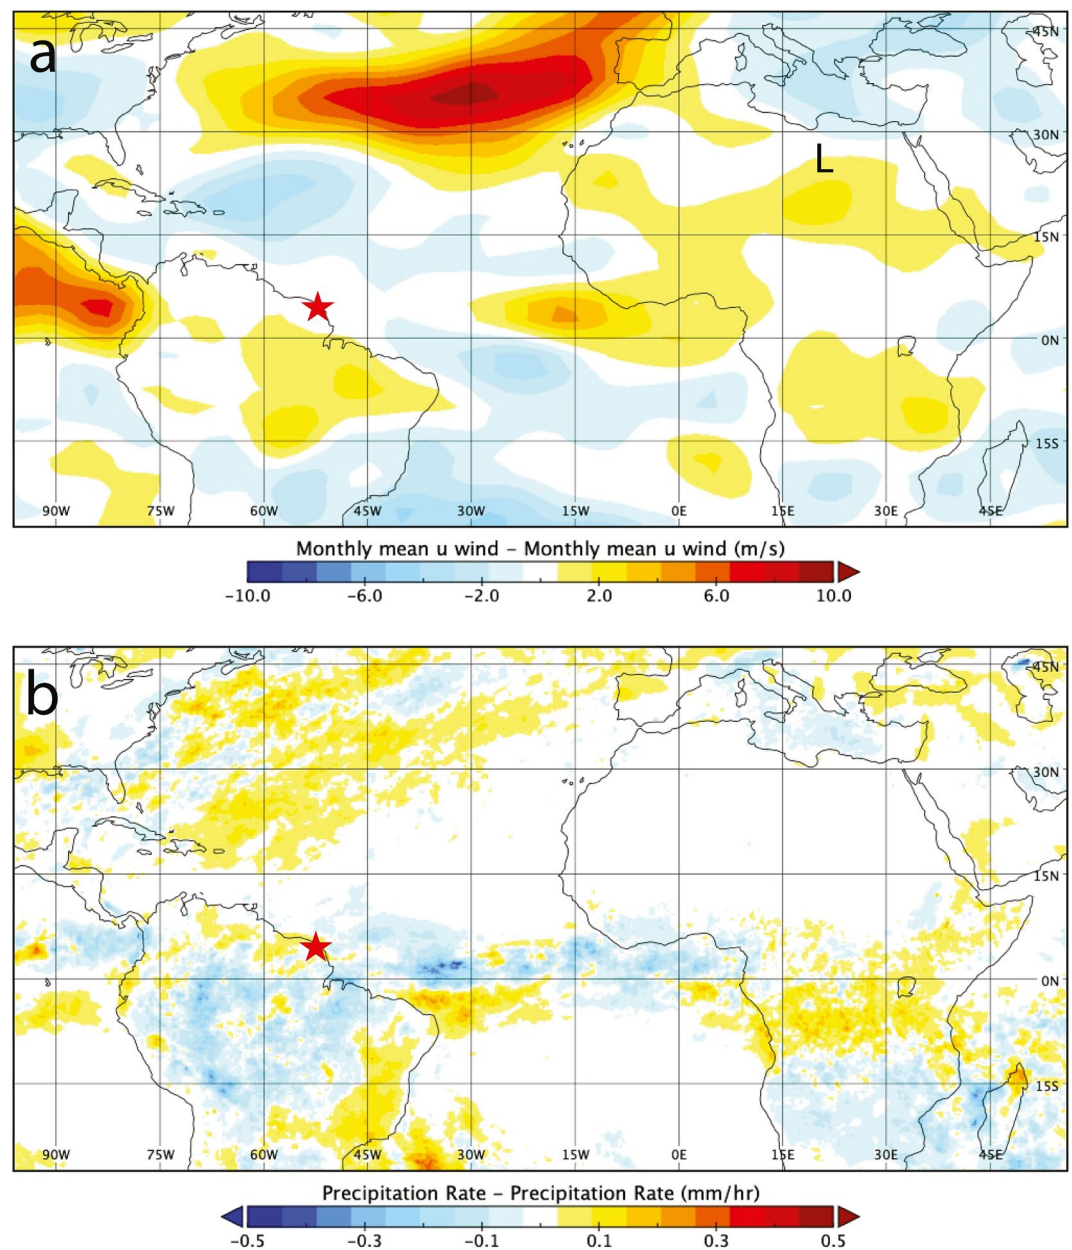 a
45N
30N
L
15N
0N
15S
90W 75W 60W 45W 30W 15W 0E 15E 30E 45E
Monthly mean u wind – Monthly mean u wind (m/s)
-10.0 -6.0 -2.0 2.0 6.0 10.0
b
45N
30N
15N
0N
15S
90W 75W 60W 45W 30W 15W 0E 15E 30E 45E
Precipitation Rate – Precipitation Rate (mm/hr)
-0.5 -0.3 -0.1 0.1 0.3 0.5